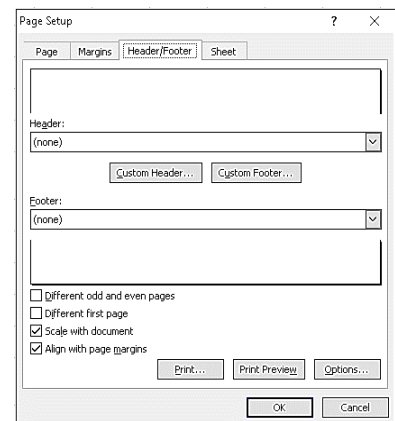 Page Setup ? ×
Page Margins Header/Footer Sheet
Header:
(none)
Custom Header... Custom Footer...
Footer:
(none)
Different odd and even pages
Different first page
Scale with document
Align with page margins
Print... Print Preview Options...
OK Cancel